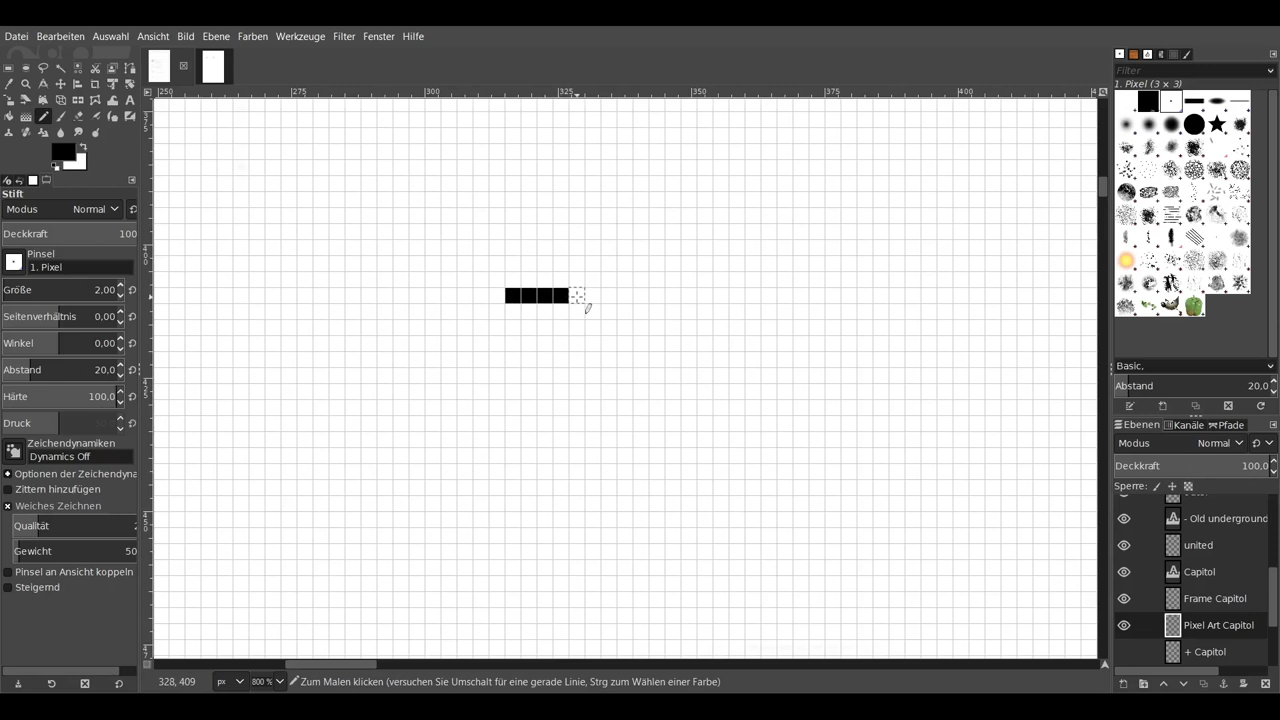 Datei Bearbeiten Auswahl Ansicht Bild Ebene Farben Werkzeuge Filter Fenster Hilfe
Filter
1. Pixel (3 × 3)
250 275 300 325 350 375 400
Stift
Modus Normal
Deckkraft 100
Pinsel
1. Pixel
Größe 2,00
Seitenverhältnis 0,00
Winkel 0,00
Abstand 20,0
Härte 100,0
Druck
Zeichendynamiken
Dynamics Off
Optionen der Zeichendyna
Zittern hinzufügen
Weiches Zeichnen
Qualität 2
Gewicht 50
Pinsel an Ansicht koppeln
Steigernd
375
400
425
450
Basic,
Abstand 20.0
Ebenen Kanäle Pfade
Modus Normal
Deckkraft 100.0
Sperre:
- Old underground
united
Capitol
Frame Capitol
Pixel Art Capitol
+ Capitol
328, 409 px 800 % Zum Malen klicken (versuchen Sie Umschalt für eine gerade Linie, Strg zum Wählen einer Farbe)